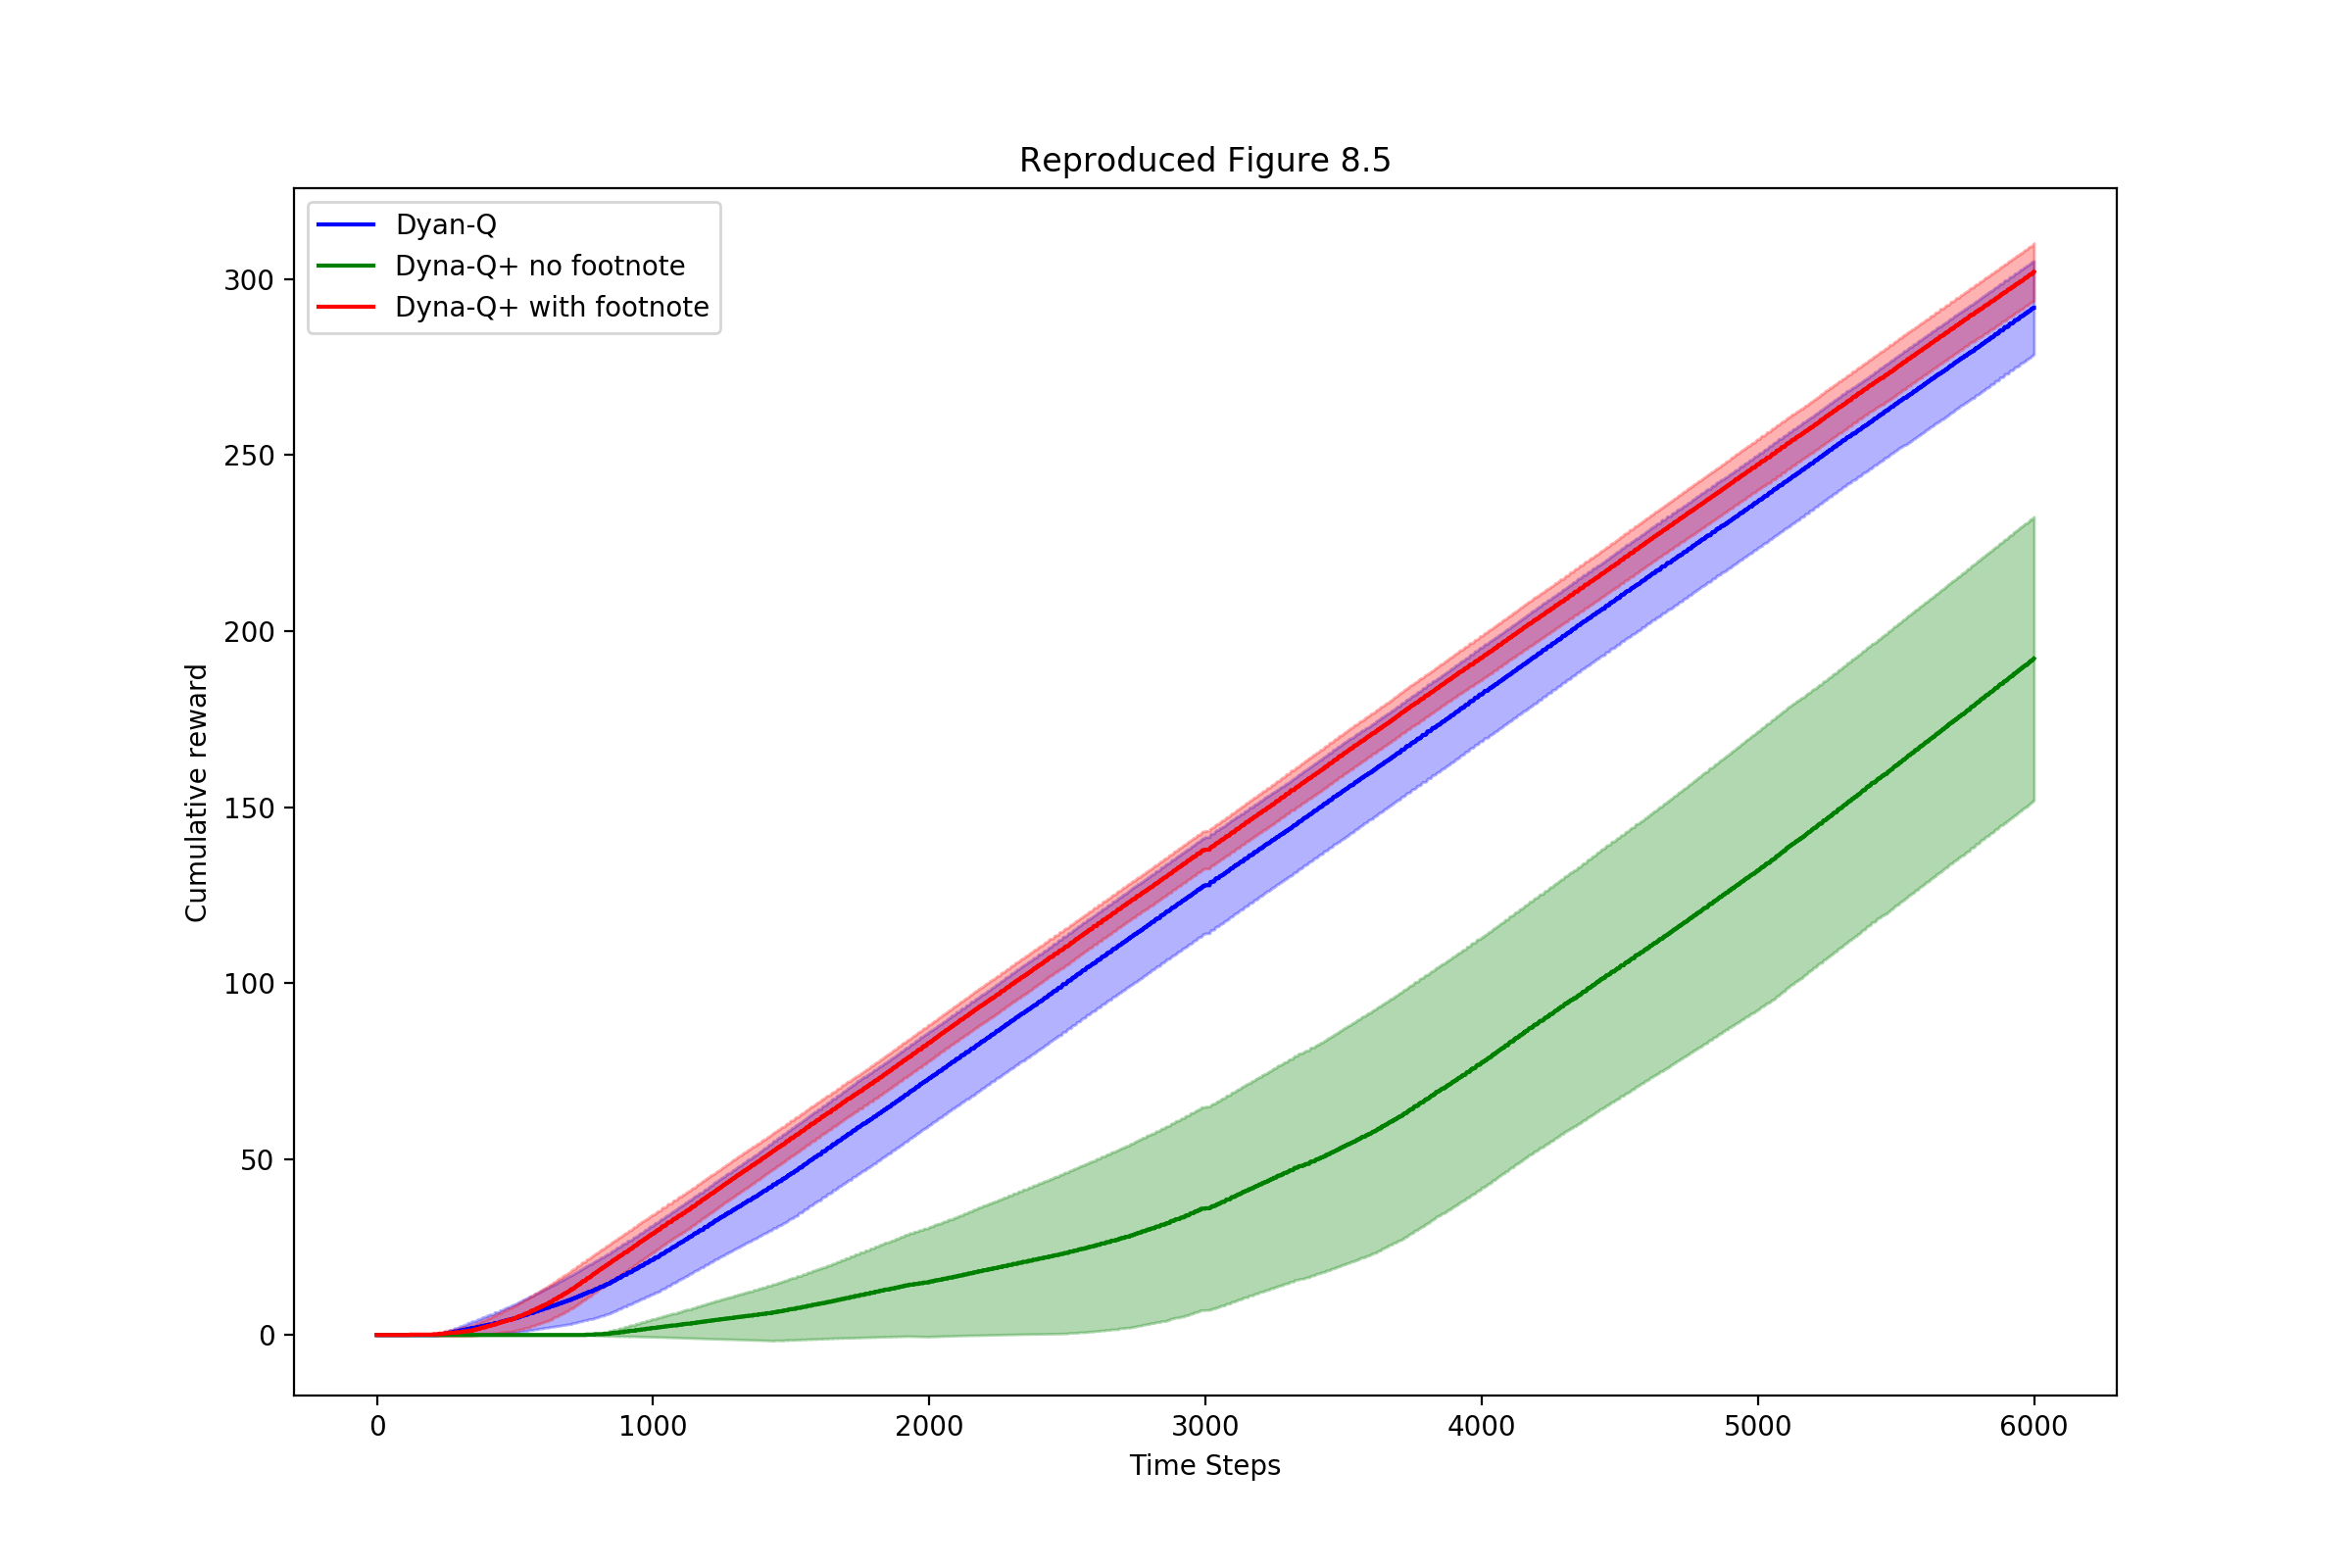 Reproduced Figure 8.5
Dyan-Q
Dyna-Q+ no footnote
Dyna-Q+ with footnote
300
250
200
150
100
50
0
Cumulative reward
0 1000 2000 3000 4000 5000 6000
Time Steps